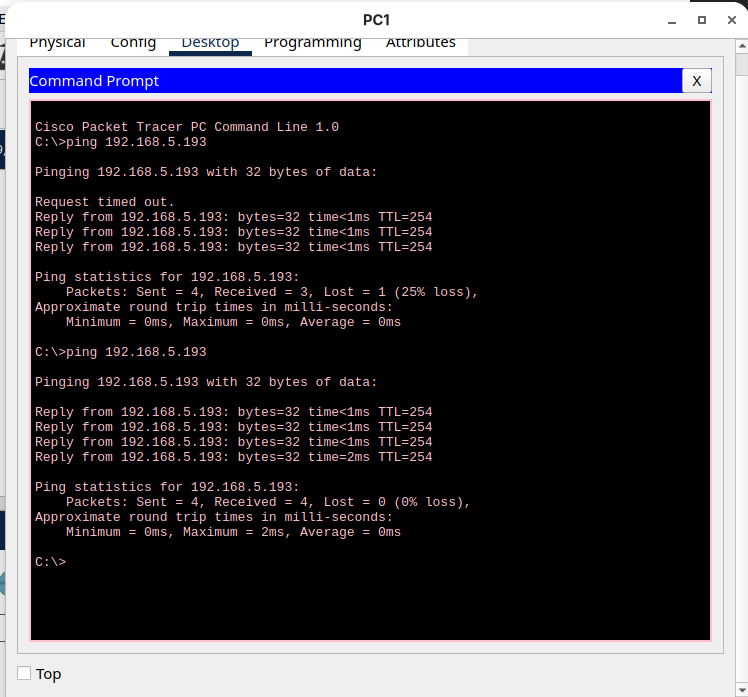 PC1
Physical Config Desktop Programming Attributes
Command Prompt X
Cisco Packet Tracer PC Command Line 1.0
C:\>ping 192.168.5.193
Pinging 192.168.5.193 with 32 bytes of data:
Request timed out.
Reply from 192.168.5.193: bytes=32 time<1ms TTL=254
Reply from 192.168.5.193: bytes=32 time<1ms TTL=254
Reply from 192.168.5.193: bytes=32 time<1ms TTL=254
Ping statistics for 192.168.5.193:
    Packets: Sent = 4, Received = 3, Lost = 1 (25% loss),
Approximate round trip times in milli-seconds:
    Minimum = 0ms, Maximum = 0ms, Average = 0ms
C:\>ping 192.168.5.193
Pinging 192.168.5.193 with 32 bytes of data:
Reply from 192.168.5.193: bytes=32 time<1ms TTL=254
Reply from 192.168.5.193: bytes=32 time<1ms TTL=254
Reply from 192.168.5.193: bytes=32 time<1ms TTL=254
Reply from 192.168.5.193: bytes=32 time=2ms TTL=254
Ping statistics for 192.168.5.193:
    Packets: Sent = 4, Received = 4, Lost = 0 (0% loss),
Approximate round trip times in milli-seconds:
    Minimum = 0ms, Maximum = 2ms, Average = 0ms
C:\>
Top